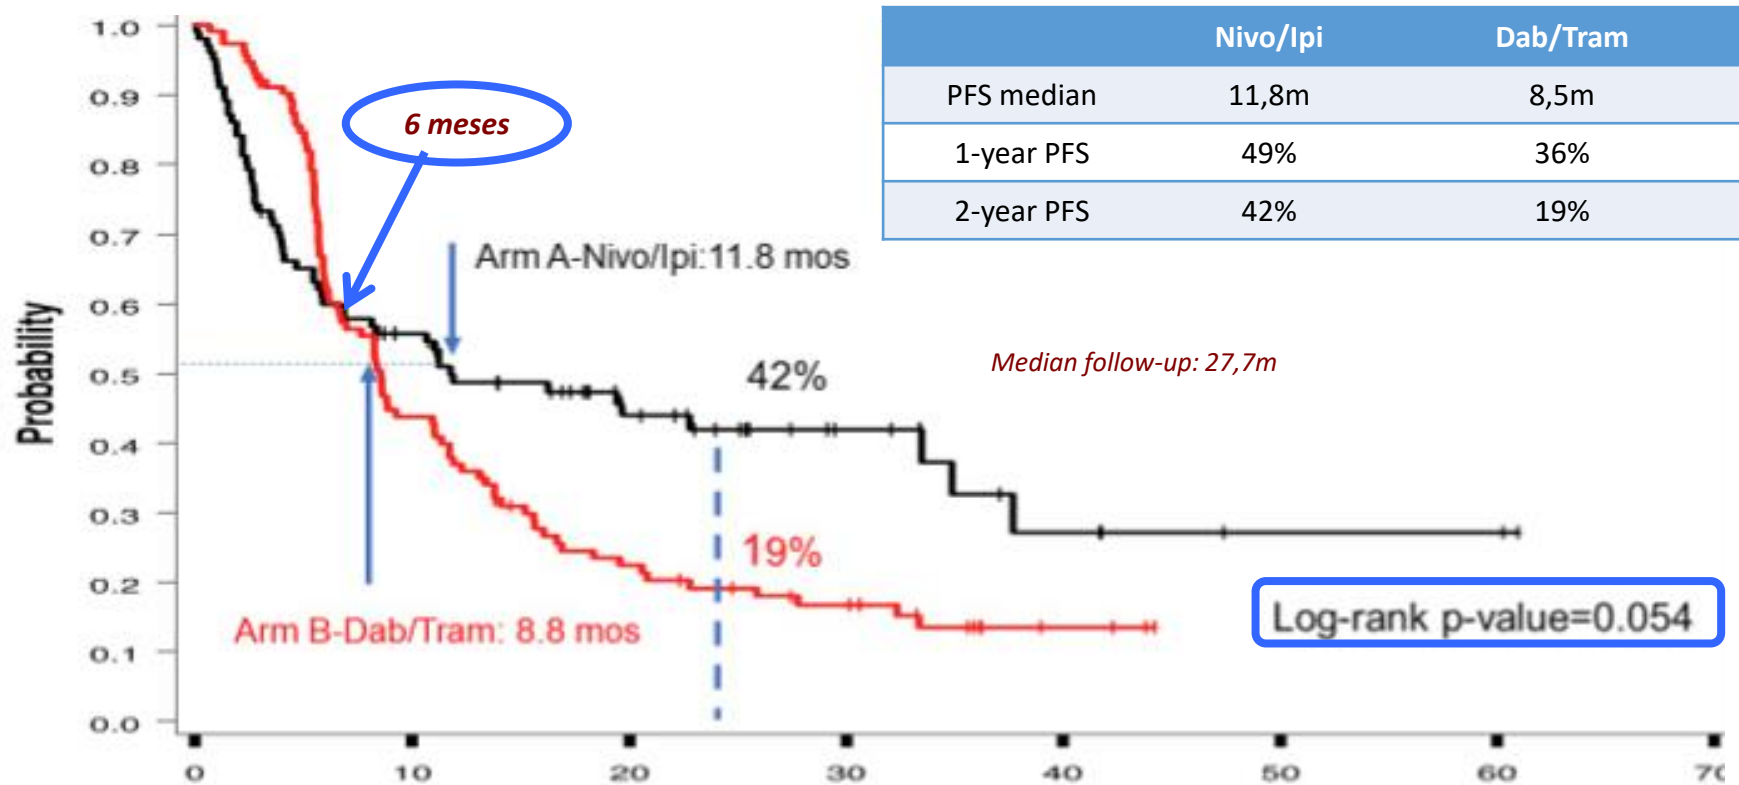 Nivo/Ipi Dab/Tram
PFS median 11,8m 8,5m
1-year PFS 49% 36%
2-year PFS 42% 19%
6 meses
Arm A-Nivo/Ipi:11.8 mos
Median follow-up: 27,7m
42%
19%
Arm B-Dab/Tram: 8.8 mos
Log-rank p-value=0.054
Probability
1.0
0.9
0.8
0.7
0.6
0.5
0.4
0.3
0.2
0.1
0.0
0 10 20 30 40 50 60 70